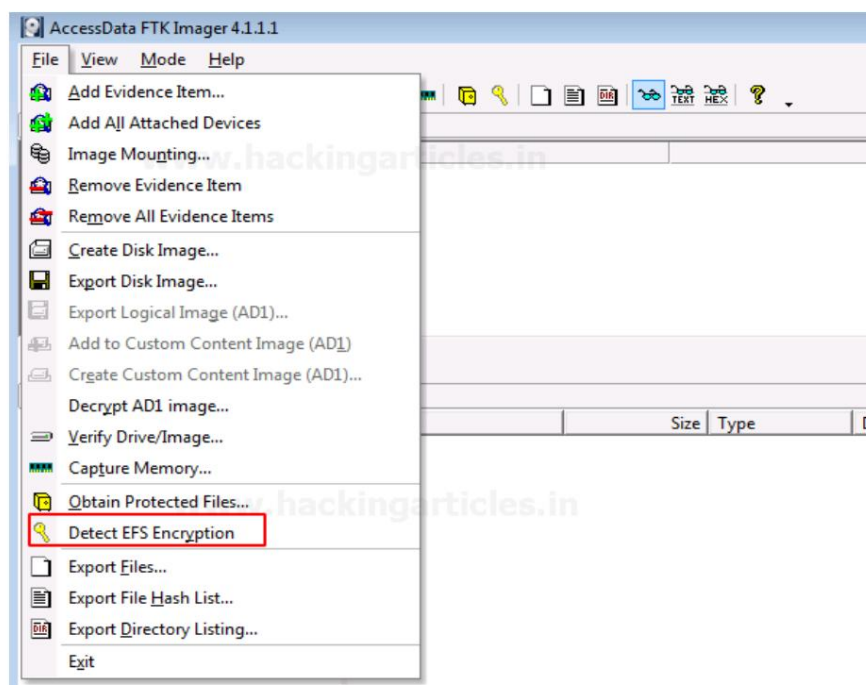 AccessData FTK Imager 4.1.1.1
File View Mode Help
Add Evidence Item...
TEXT HEX
Add All Attached Devices
Image Mounting...
www.hackingarticles.in
Remove Evidence Item
Remove All Evidence Items
Create Disk Image...
Export Disk Image...
Export Logical Image (AD1)...
Add to Custom Content Image (AD1)
Create Custom Content Image (AD1)...
Decrypt AD1 image...
Size Type D
Verify Drive/Image...
Capture Memory...
Obtain Protected Files...
www.hackingarticles.in
Detect EFS Encryption
Export Files...
Export File Hash List...
DIR Export Directory Listing...
Exit